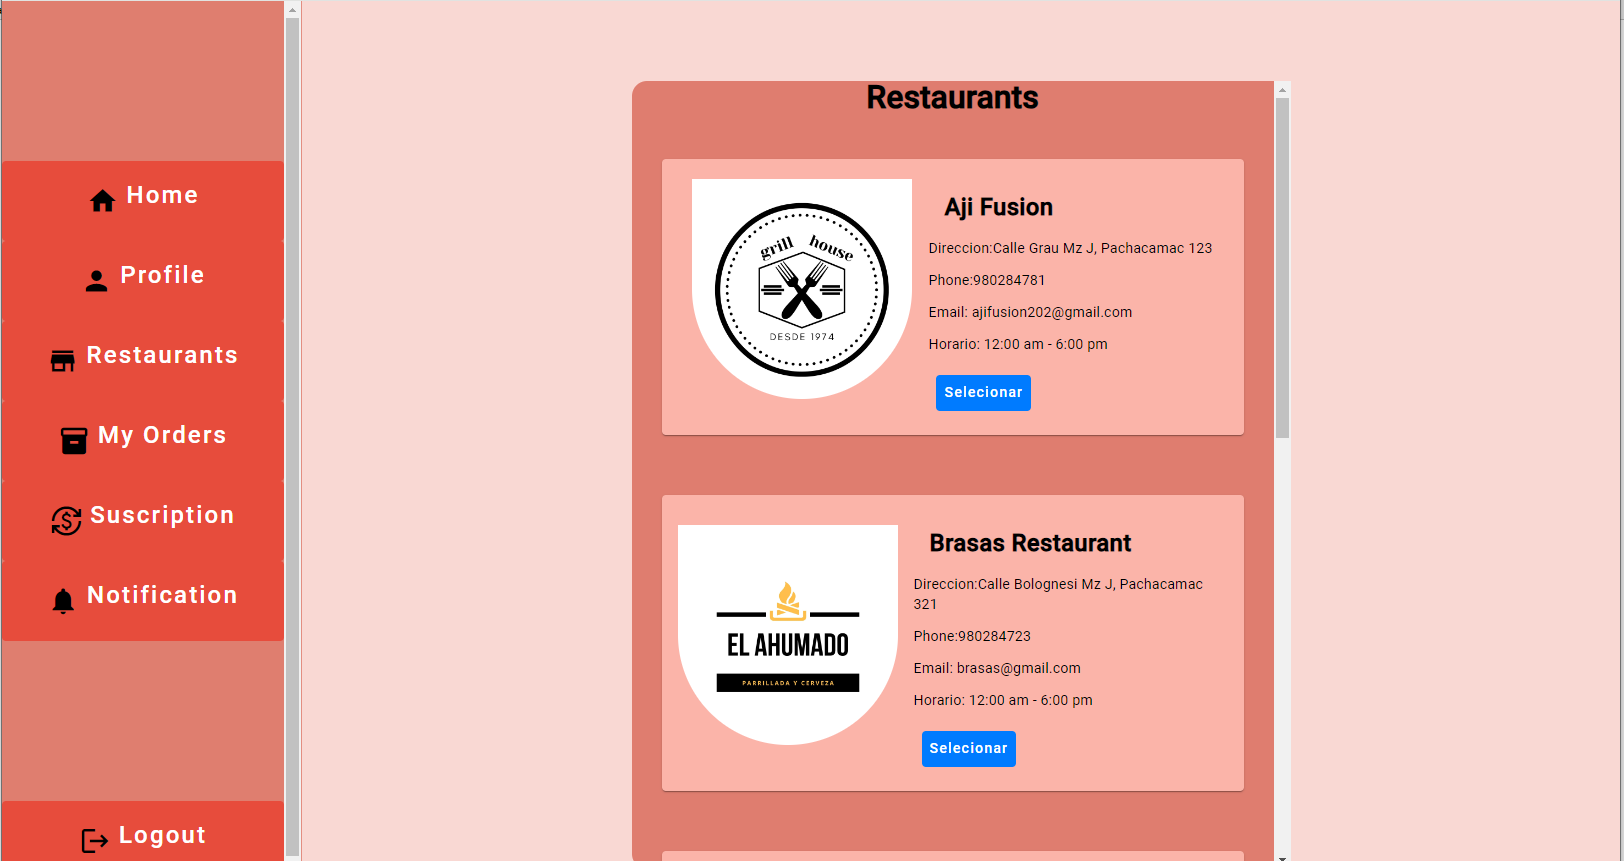 Home
Profile
Restaurants
My Orders
Suscription
Notification
Logout
Restaurants
grill house
DESDE 1974
Aji Fusion
Direccion:Calle Grau Mz J, Pachacamac 123
Phone:980284781
Email: ajifusion202@gmail.com
Horario: 12:00 am - 6:00 pm
Selecionar
EL AHUMADO
PARRILLADA Y CERVEZA
Brasas Restaurant
Direccion:Calle Bolognesi Mz J, Pachacamac
321
Phone:980284723
Email: brasas@gmail.com
Horario: 12:00 am - 6:00 pm
Selecionar